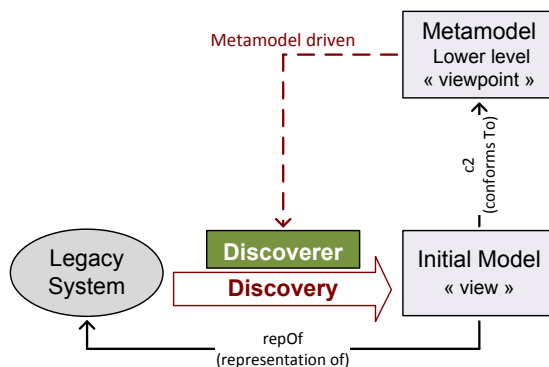 Metamodel
Lower level
« viewpoint »
Metamodel driven
c2
(conforms To)
Legacy
System
Discoverer
Discovery
Initial Model
« view »
repOf
(representation of)